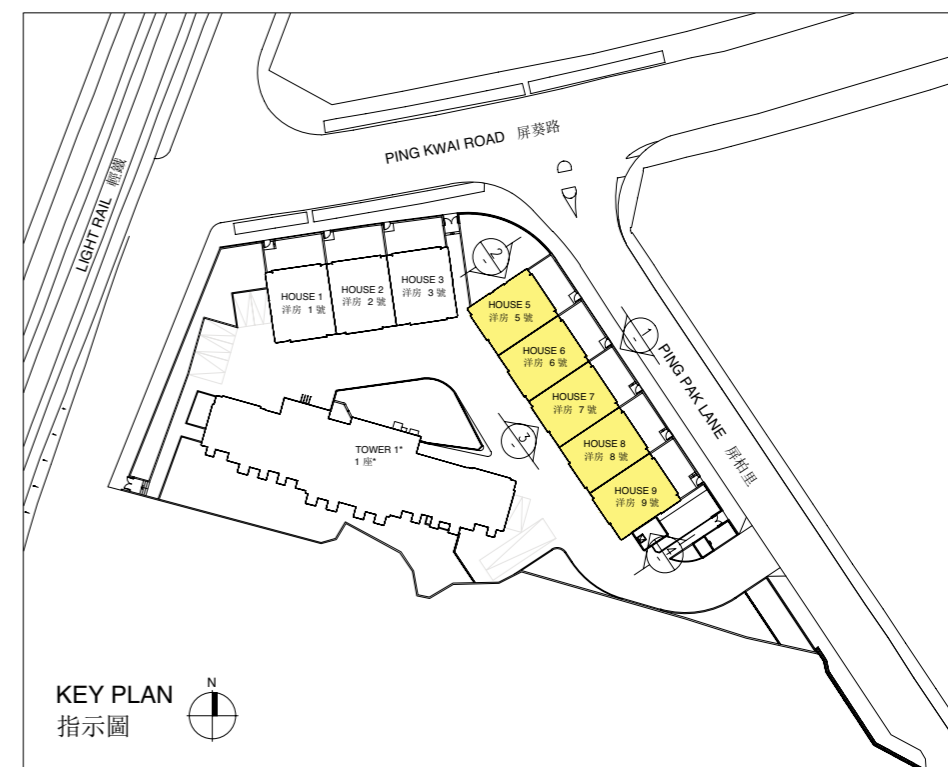 PING KWAI ROAD 屏葵路
LIGHT RAIL 輕鐵
2
-
HOUSE 1
洋房 1 號
HOUSE 2
洋房 2 號
HOUSE 3
洋房 3 號
HOUSE 5
洋房 5 號
1
-
HOUSE 6
洋房 6 號
PING PAK LANE 屏柏里
HOUSE 7
洋房 7 號
3
-
HOUSE 8
洋房 8 號
TOWER 1*
1 座*
HOUSE 9
洋房 9 號
4
-
KEY PLAN
指示圖
N